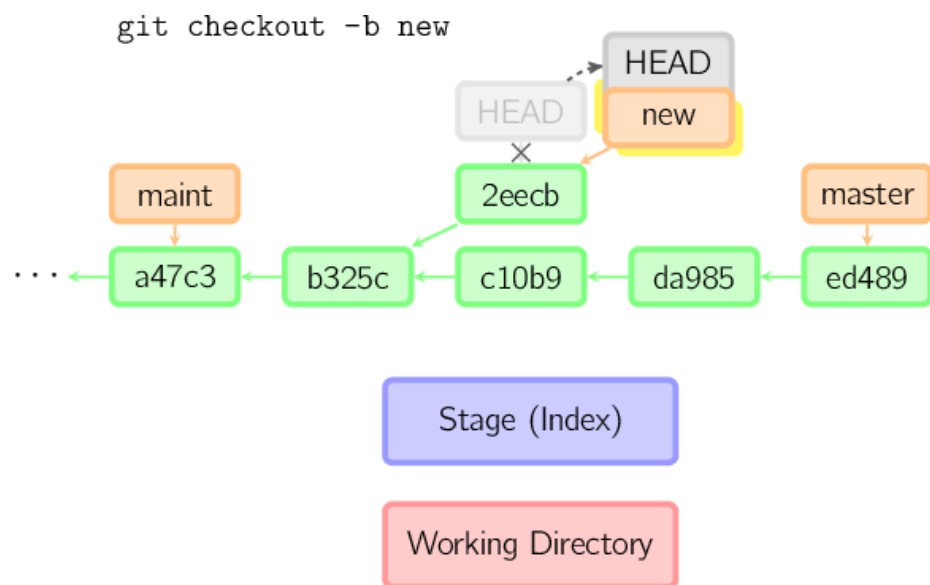 git checkout -b new
HEAD
HEAD
new
maint
2eecb
master
...
a47c3
b325c
c10b9
da985
ed489
Stage (Index)
Working Directory